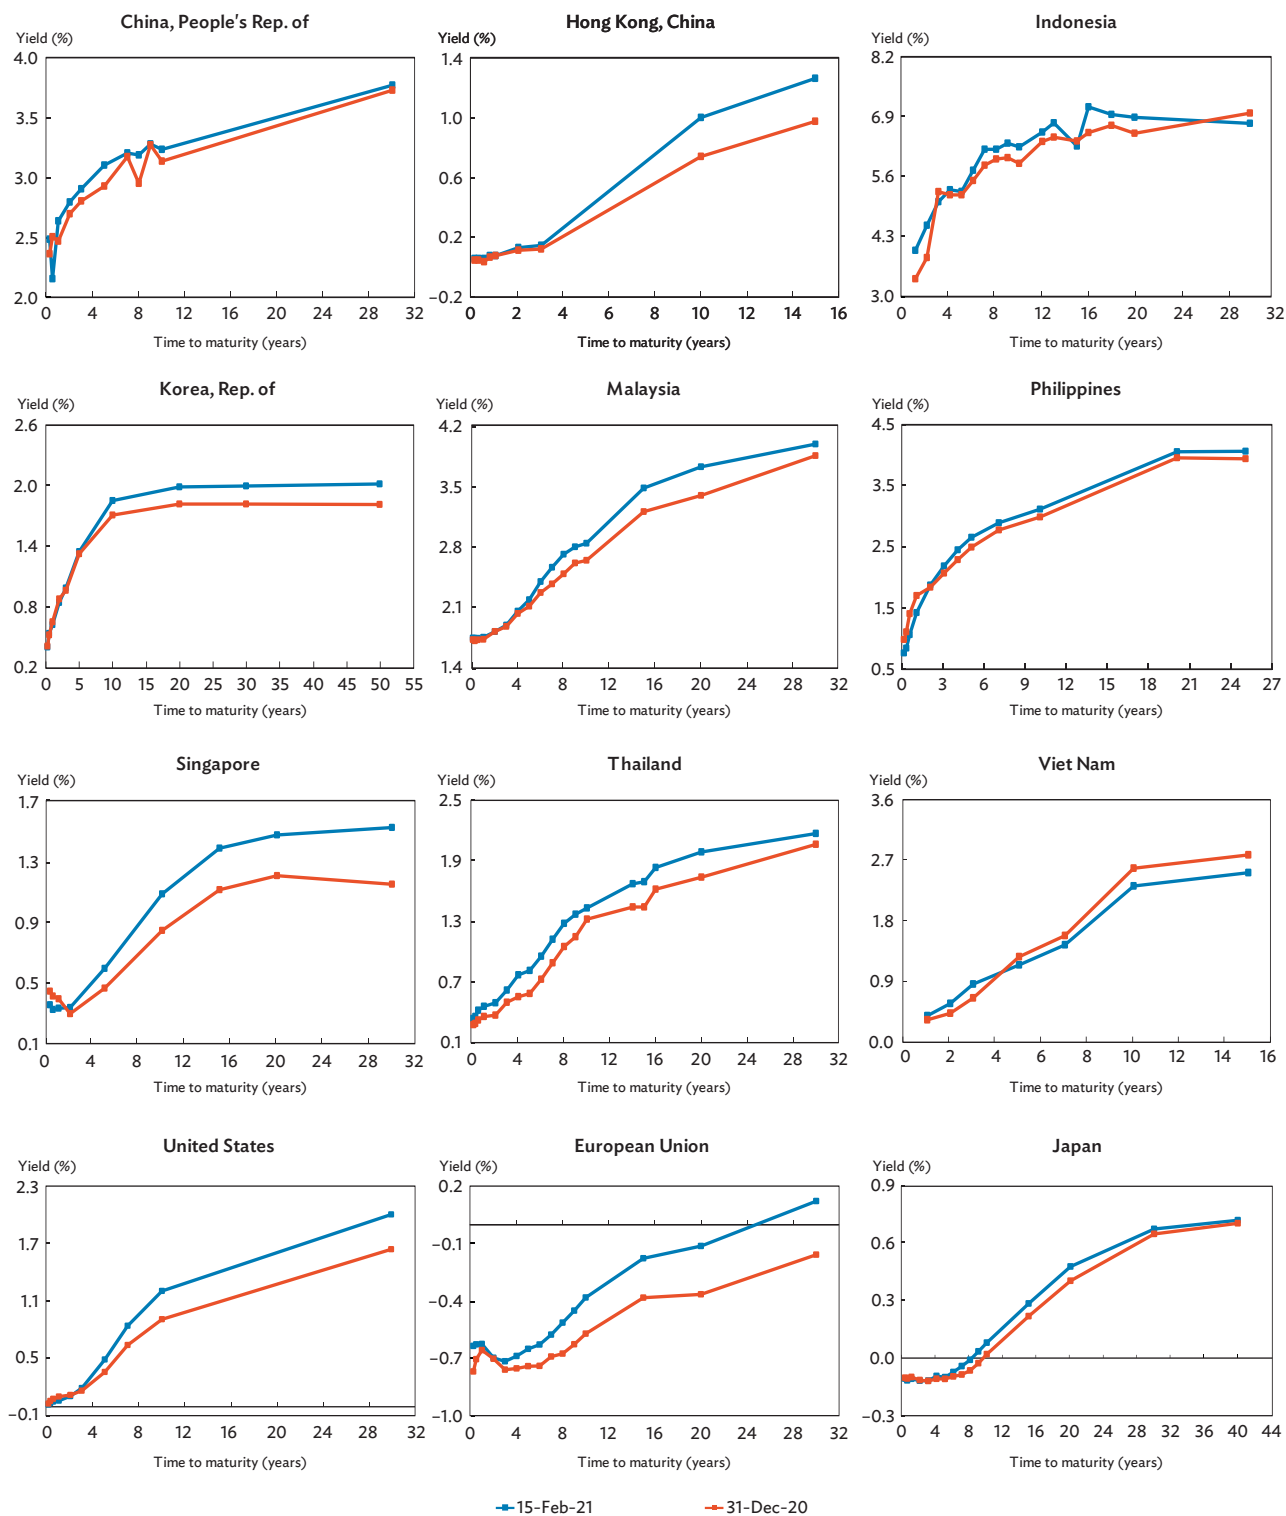 China, People's Rep. of
Yield (%)
4.0
3.5
3.0
2.5
2.0
0 4 8 12 16 20 24 28 32
Time to maturity (years)
Hong Kong, China
Yield (%)
1.4
1.0
0.6
0.2
−0.2
0 2 4 6 8 10 12 14 16
Time to maturity (years)
Indonesia
Yield (%)
8.2
6.9
5.6
4.3
3.0
0 4 8 12 16 20 24 28 32
Time to maturity (years)
Korea, Rep. of
Yield (%)
2.6
2.0
1.4
0.8
0.2
0 5 10 15 20 25 30 35 40 45 50 55
Time to maturity (years)
Malaysia
Yield (%)
4.2
3.5
2.8
2.1
1.4
0 4 8 12 16 20 24 28 32
Time to maturity (years)
Philippines
Yield (%)
4.5
3.5
2.5
1.5
0.5
0 3 6 9 12 15 18 21 25 27
Time to maturity (years)
Singapore
Yield (%)
1.7
1.3
0.9
0.5
0.1
0 4 8 12 16 20 24 28 32
Time to maturity (years)
Thailand
Yield (%)
2.5
1.9
1.3
0.7
0.1
0 4 8 12 16 20 24 28 32
Time to maturity (years)
Viet Nam
Yield (%)
3.6
2.7
1.8
0.9
0.0
0 2 4 6 8 10 12 14 16
Time to maturity (years)
United States
Yield (%)
2.3
1.7
1.1
0.5
−0.1
0 4 8 12 16 20 24 28 32
Time to maturity (years)
European Union
Yield (%)
0.2
−0.1
−0.4
−0.7
−1.0
0 4 8 12 16 20 24 28 32
Time to maturity (years)
Japan
Yield (%)
0.9
0.6
0.3
0.0
−0.3
0 4 8 12 16 20 24 28 32 36 40 44
Time to maturity (years)
15-Feb-21 31-Dec-20